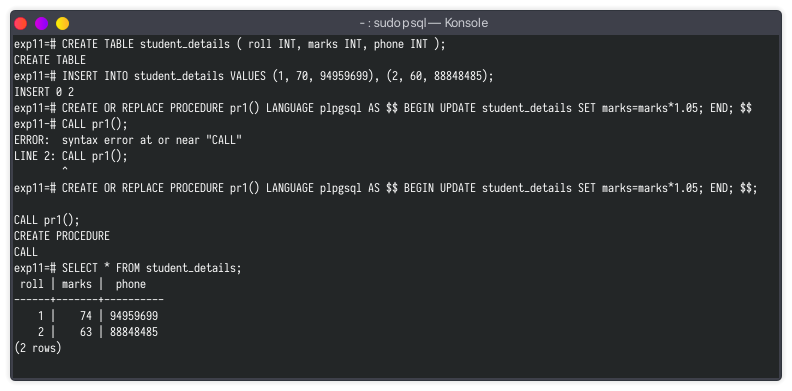 ~ : sudo psql — Konsole
exp11=# CREATE TABLE student_details ( roll INT, marks INT, phone INT );
CREATE TABLE
exp11=# INSERT INTO student_details VALUES (1, 70, 94959699), (2, 60, 88848485);
INSERT 0 2
exp11=# CREATE OR REPLACE PROCEDURE pr1() LANGUAGE plpgsql AS $$ BEGIN UPDATE student_details SET marks=marks*1.05; END; $$
exp11-# CALL pr1();
ERROR:  syntax error at or near "CALL"
LINE 2: CALL pr1();
        ^
exp11=# CREATE OR REPLACE PROCEDURE pr1() LANGUAGE plpgsql AS $$ BEGIN UPDATE student_details SET marks=marks*1.05; END; $$;
CALL pr1();
CREATE PROCEDURE
CALL
exp11=# SELECT * FROM student_details;
 roll | marks |  phone
------+-------+----------
    1 |    74 | 94959699
    2 |    63 | 88848485
(2 rows)